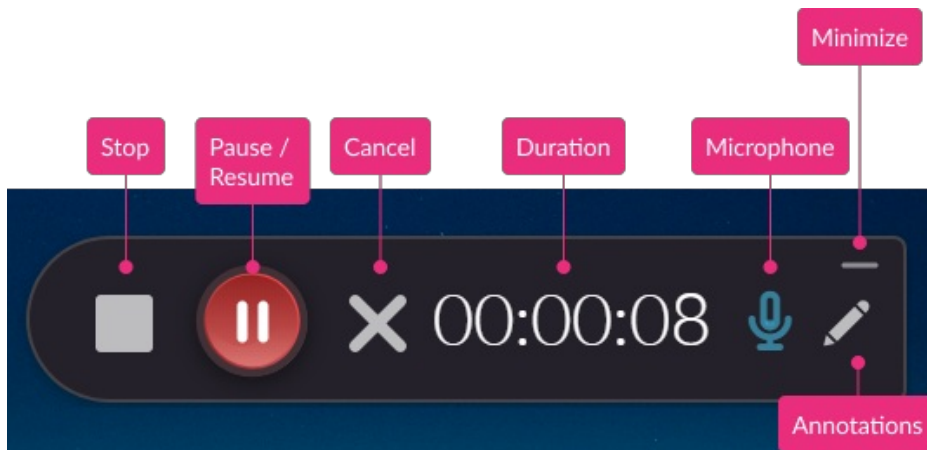 Minimize
Stop
Pause /
Resume
Cancel
Duration
Microphone
00:00:08
Annotations